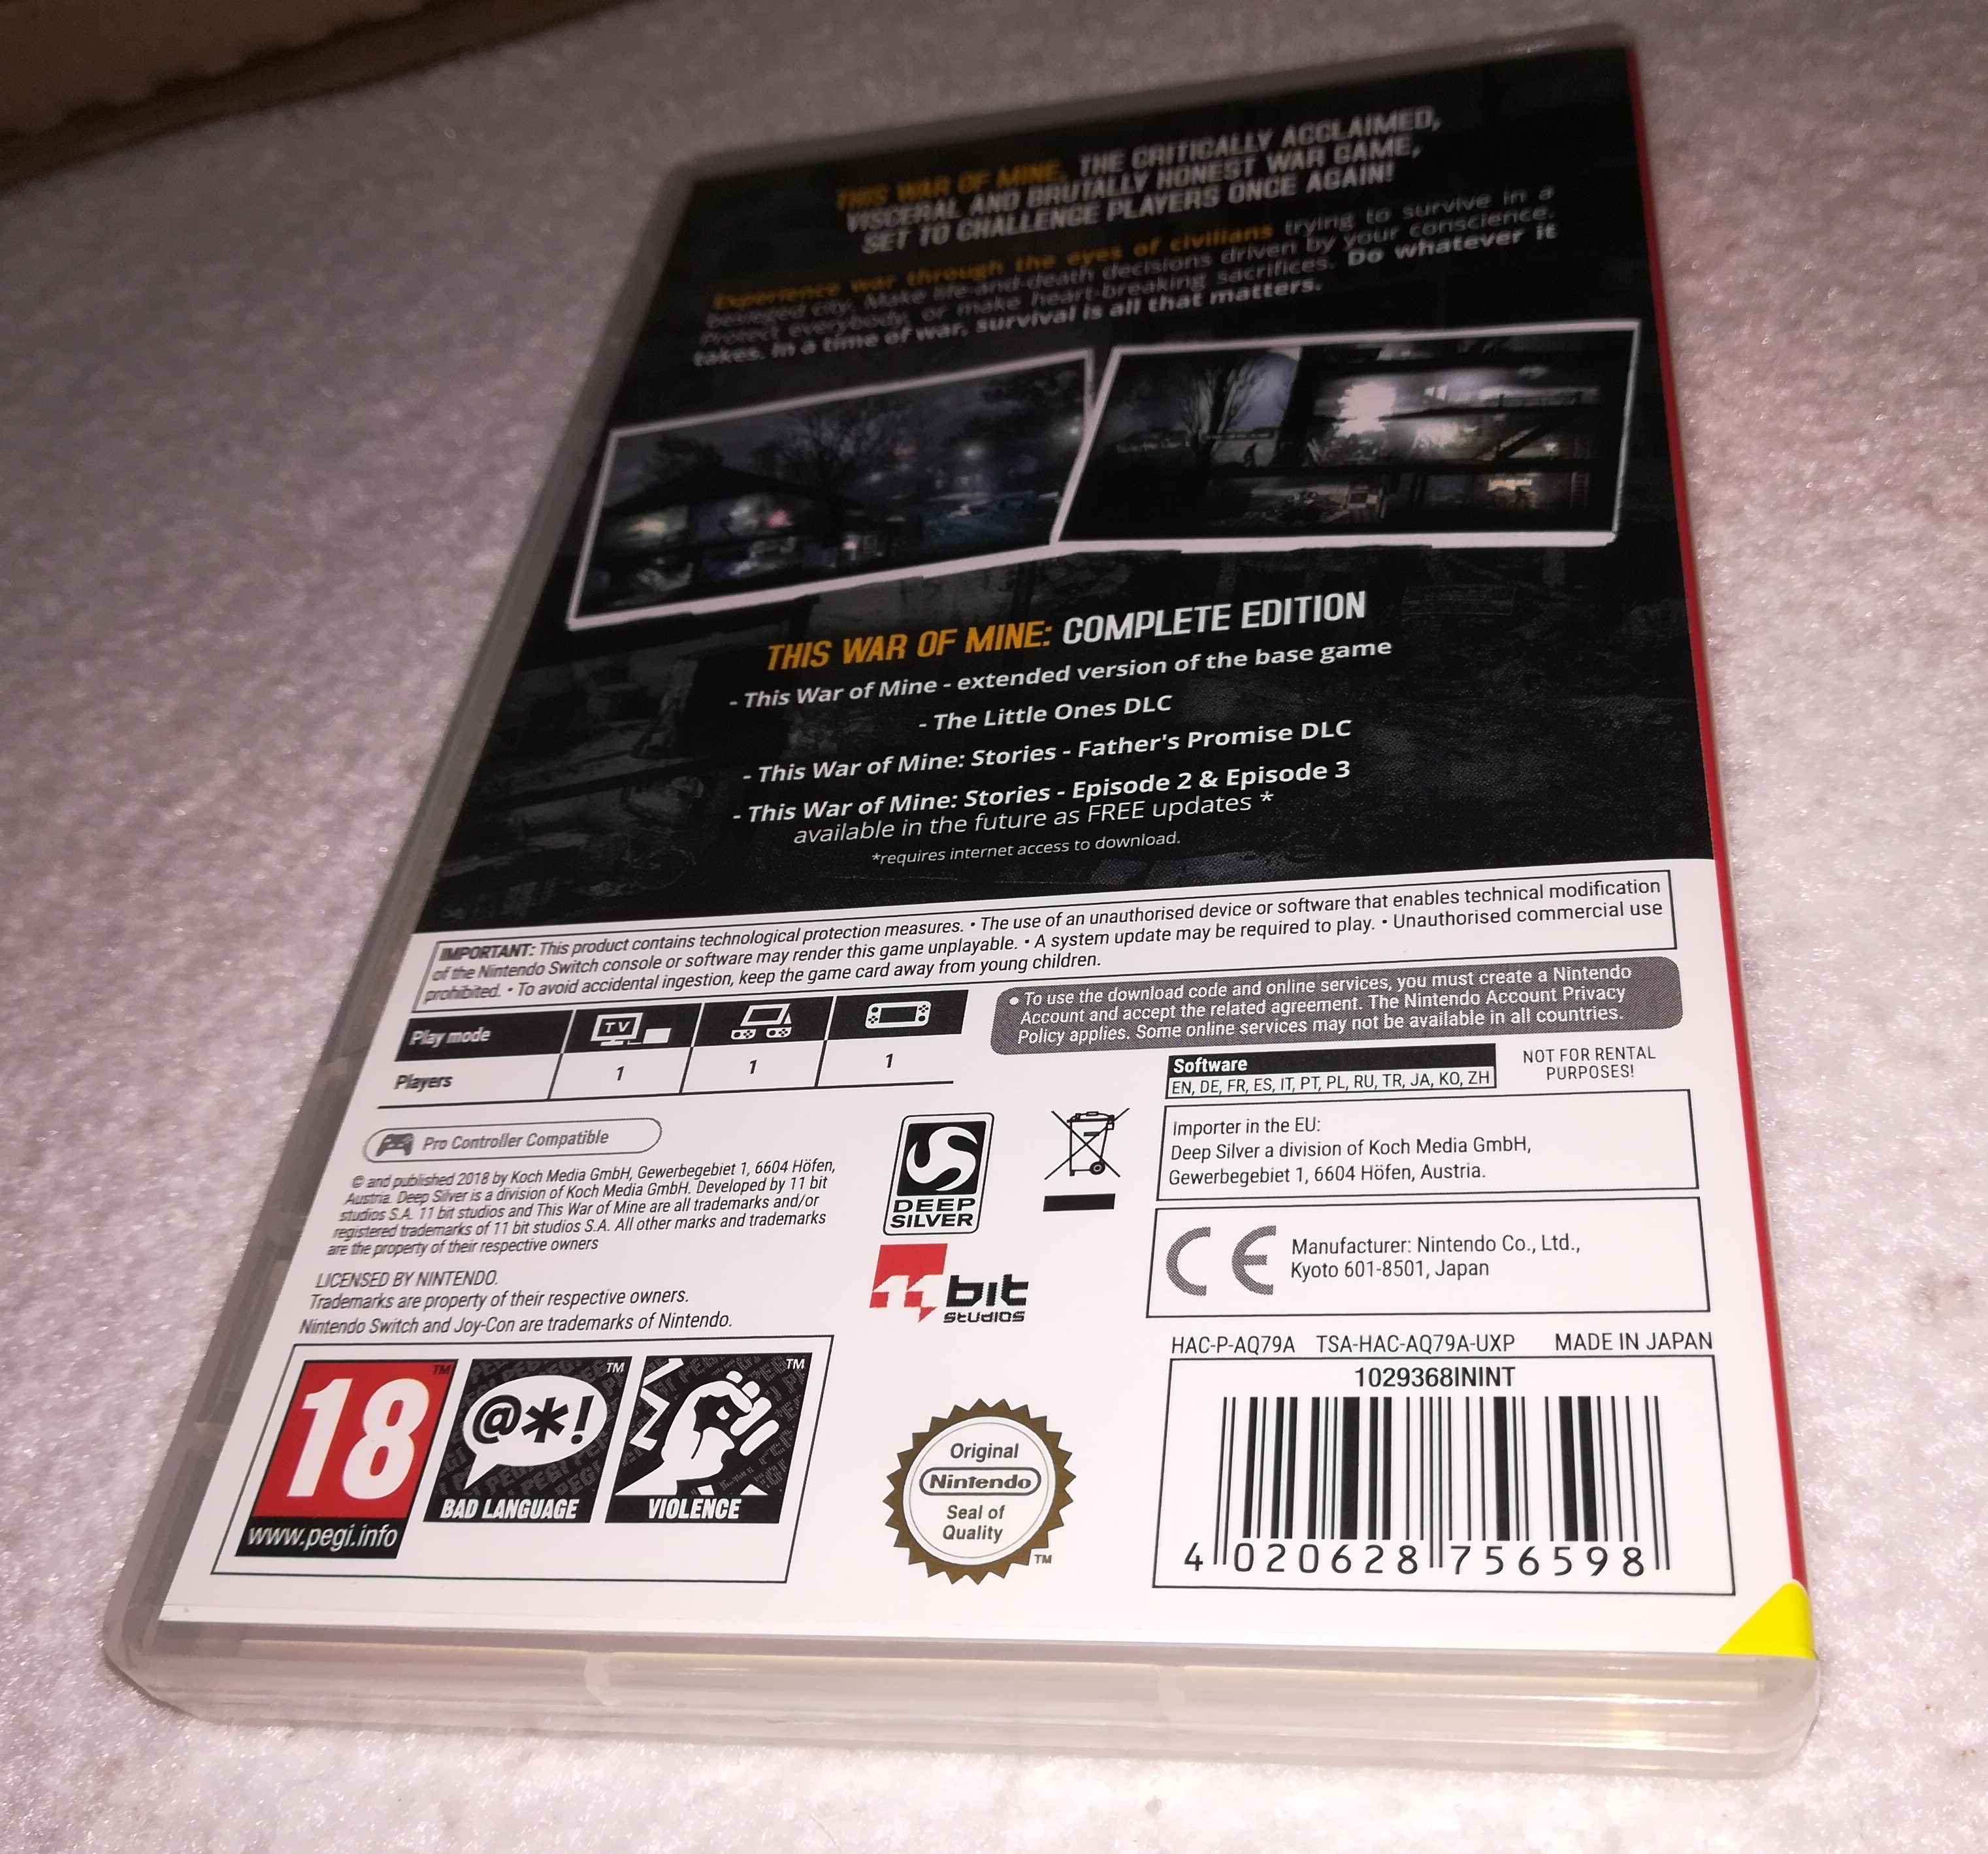 THIS WAR OF MINE, THE CRITICALLY ACCLAIMED,
VISCERAL AND BRUTALLY HONEST WAR GAME,
SET TO CHALLENGE PLAYERS ONCE AGAIN!
Experience war through the eyes of civilians trying to survive in a
besieged city. Make life-and-death decisions driven by your conscience.
Protect everybody, or make heart-breaking sacrifices. Do whatever it
takes. In a time of war, survival is all that matters.
THIS WAR OF MINE: COMPLETE EDITION
- This War of Mine - extended version of the base game
- The Little Ones DLC
- This War of Mine: Stories - Father's Promise DLC
- This War of Mine: Stories - Episode 2 & Episode 3
available in the future as FREE updates *
*requires internet access to download.
IMPORTANT: This product contains technological protection measures. • The use of an unauthorised device or software that enables technical modification
of the Nintendo Switch console or software may render this game unplayable. • A system update may be required to play. • Unauthorised commercial use
prohibited. • To avoid accidental ingestion, keep the game card away from young children.
Play mode TV
Players 1 1 1
• To use the download code and online services, you must create a Nintendo
Account and accept the related agreement. The Nintendo Account Privacy
Policy applies. Some online services may not be available in all countries.
Software
EN, DE, FR, ES, IT, PT, PL, RU, TR, JA, KO, ZH
NOT FOR RENTAL
PURPOSES!
Pro Controller Compatible
© and published 2018 by Koch Media GmbH, Gewerbegebiet 1, 6604 Höfen,
Austria. Deep Silver is a division of Koch Media GmbH. Developed by 11 bit
studios S.A. 11 bit studios and This War of Mine are all trademarks and/or
registered trademarks of 11 bit studios S.A. All other marks and trademarks
are the property of their respective owners
LICENSED BY NINTENDO.
Trademarks are property of their respective owners.
Nintendo Switch and Joy-Con are trademarks of Nintendo.
DEEP
SILVER
11 bit
studios
Importer in the EU:
Deep Silver a division of Koch Media GmbH,
Gewerbegebiet 1, 6604 Höfen, Austria.
CE
Manufacturer: Nintendo Co., Ltd.,
Kyoto 601-8501, Japan
HAC-P-AQ79A TSA-HAC-AQ79A-UXP MADE IN JAPAN
1029368ININT
4 020628 756598
18 ™
www.pegi.info
@*! ™
BAD LANGUAGE
™
VIOLENCE
Original
Nintendo
Seal of
Quality
™